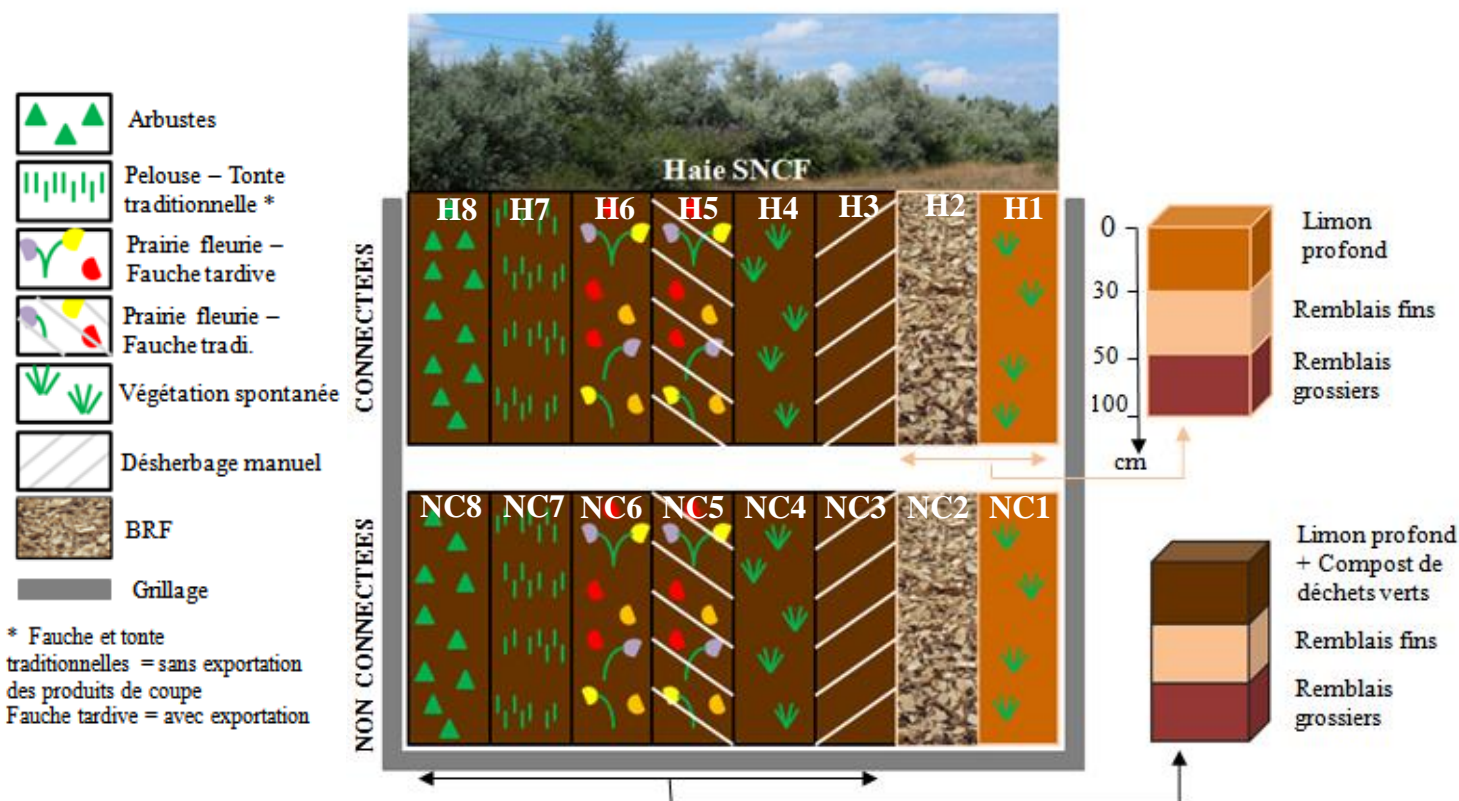 Haie SNCF
Arbustes
Pelouse – Tonte
traditionnelle *
Prairie fleurie –
Fauche tardive
Prairie fleurie –
Fauche tradi.
Végétation spontanée
Désherbage manuel
BRF
Grillage
* Fauche et tonte
traditionnelles = sans exportation
des produits de coupe
Fauche tardive = avec exportation
CONNECTEES
H8 H7 H6 H5 H4 H3 H2 H1
NON CONNECTEES
NC8 NC7 NC6 NC5 NC4 NC3 NC2 NC1
0
30
50
100
cm
Limon
profond
Remblais fins
Remblais
grossiers
Limon profond
+ Compost de
déchets verts
Remblais fins
Remblais
grossiers